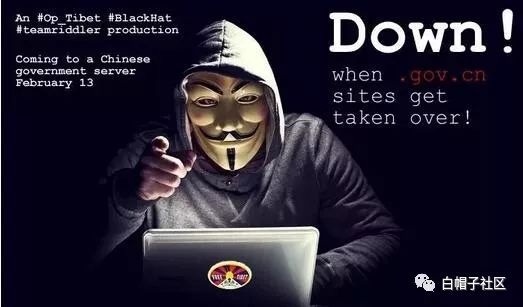 An #Op_Tibet #BlackHat
#teamriddler production
Coming to a Chinese
government server
February 13
Down!
when .gov.cn
sites get
taken over!
FREE TIBET
白帽子社区